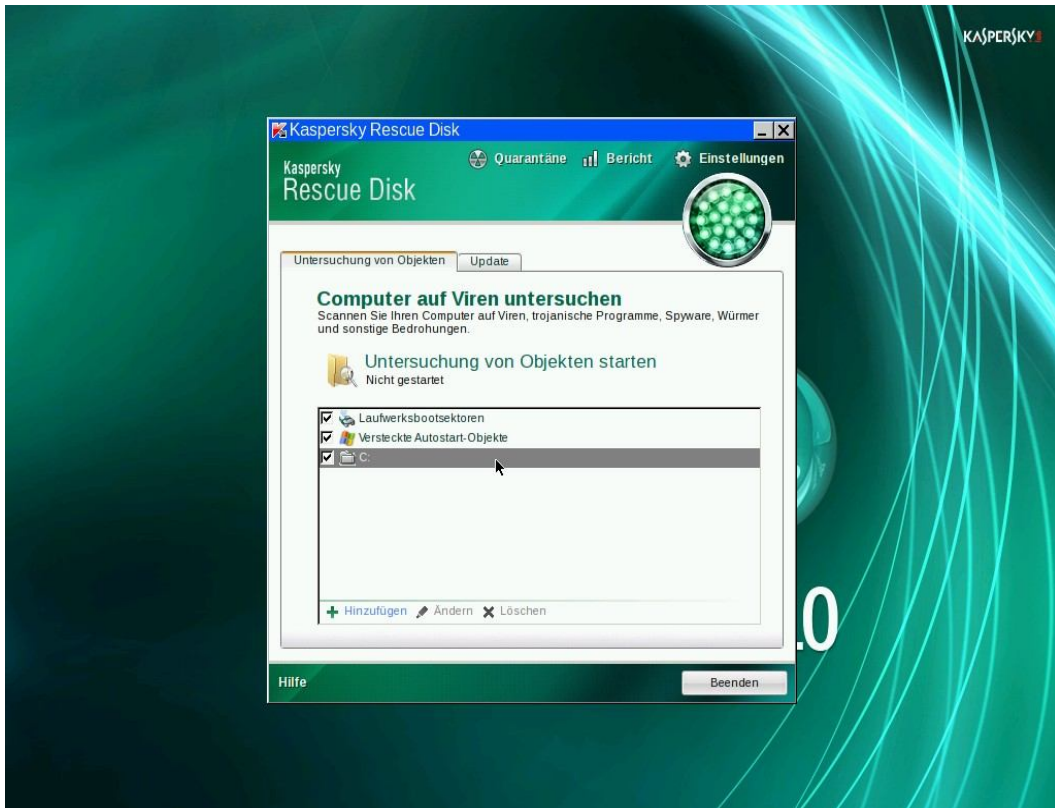 KASPERSKY
Kaspersky Rescue Disk
Quarantäne Bericht Einstellungen
Kaspersky
Rescue Disk
Untersuchung von Objekten Update
Computer auf Viren untersuchen
Scannen Sie Ihren Computer auf Viren, trojanische Programme, Spyware, Würmer
und sonstige Bedrohungen.
Untersuchung von Objekten starten
Nicht gestartet
Laufwerksbootsektoren
Versteckte Autostart-Objekte
C:
Hinzufügen Ändern Löschen
.0
Hilfe Beenden